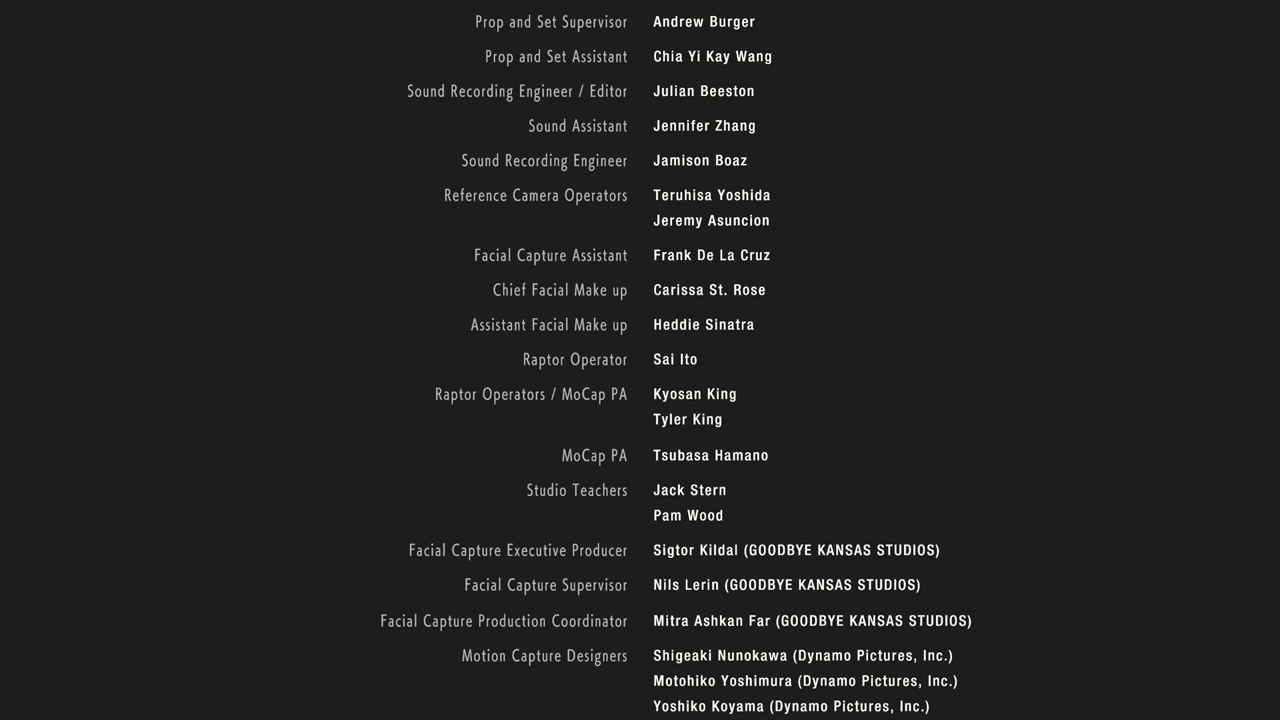 Prop and Set Supervisor Andrew Burger
Prop and Set Assistant Chia Yi Kay Wang
Sound Recording Engineer / Editor Julian Beeston
Sound Assistant Jennifer Zhang
Sound Recording Engineer Jamison Boaz
Reference Camera Operators Teruhisa Yoshida
Jeremy Asuncion
Facial Capture Assistant Frank De La Cruz
Chief Facial Make up Carissa St. Rose
Assistant Facial Make up Heddie Sinatra
Raptor Operator Sai Ito
Raptor Operators / MoCap PA Kyosan King
Tyler King
MoCap PA Tsubasa Hamano
Studio Teachers Jack Stern
Pam Wood
Facial Capture Executive Producer Sigtor Kildal (GOODBYE KANSAS STUDIOS)
Facial Capture Supervisor Nils Lerin (GOODBYE KANSAS STUDIOS)
Facial Capture Production Coordinator Mitra Ashkan Far (GOODBYE KANSAS STUDIOS)
Motion Capture Designers Shigeaki Nunokawa (Dynamo Pictures, Inc.)
Motohiko Yoshimura (Dynamo Pictures, Inc.)
Yoshiko Koyama (Dynamo Pictures, Inc.)